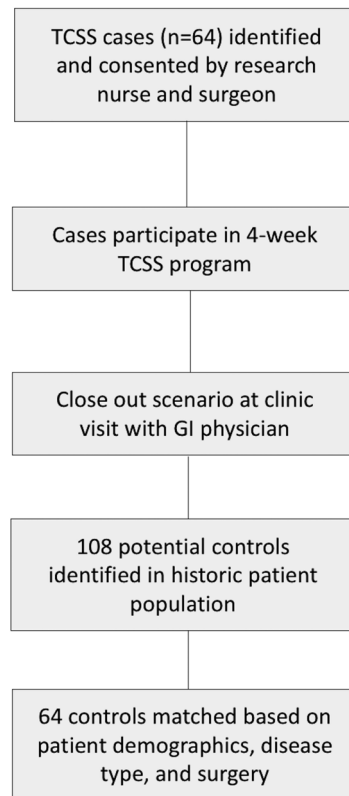 TCSS cases (n=64) identified
and consented by research
nurse and surgeon
Cases participate in 4-week
TCSS program
Close out scenario at clinic
visit with GI physician
108 potential controls
identified in historic patient
population
64 controls matched based on
patient demographics, disease
type, and surgery